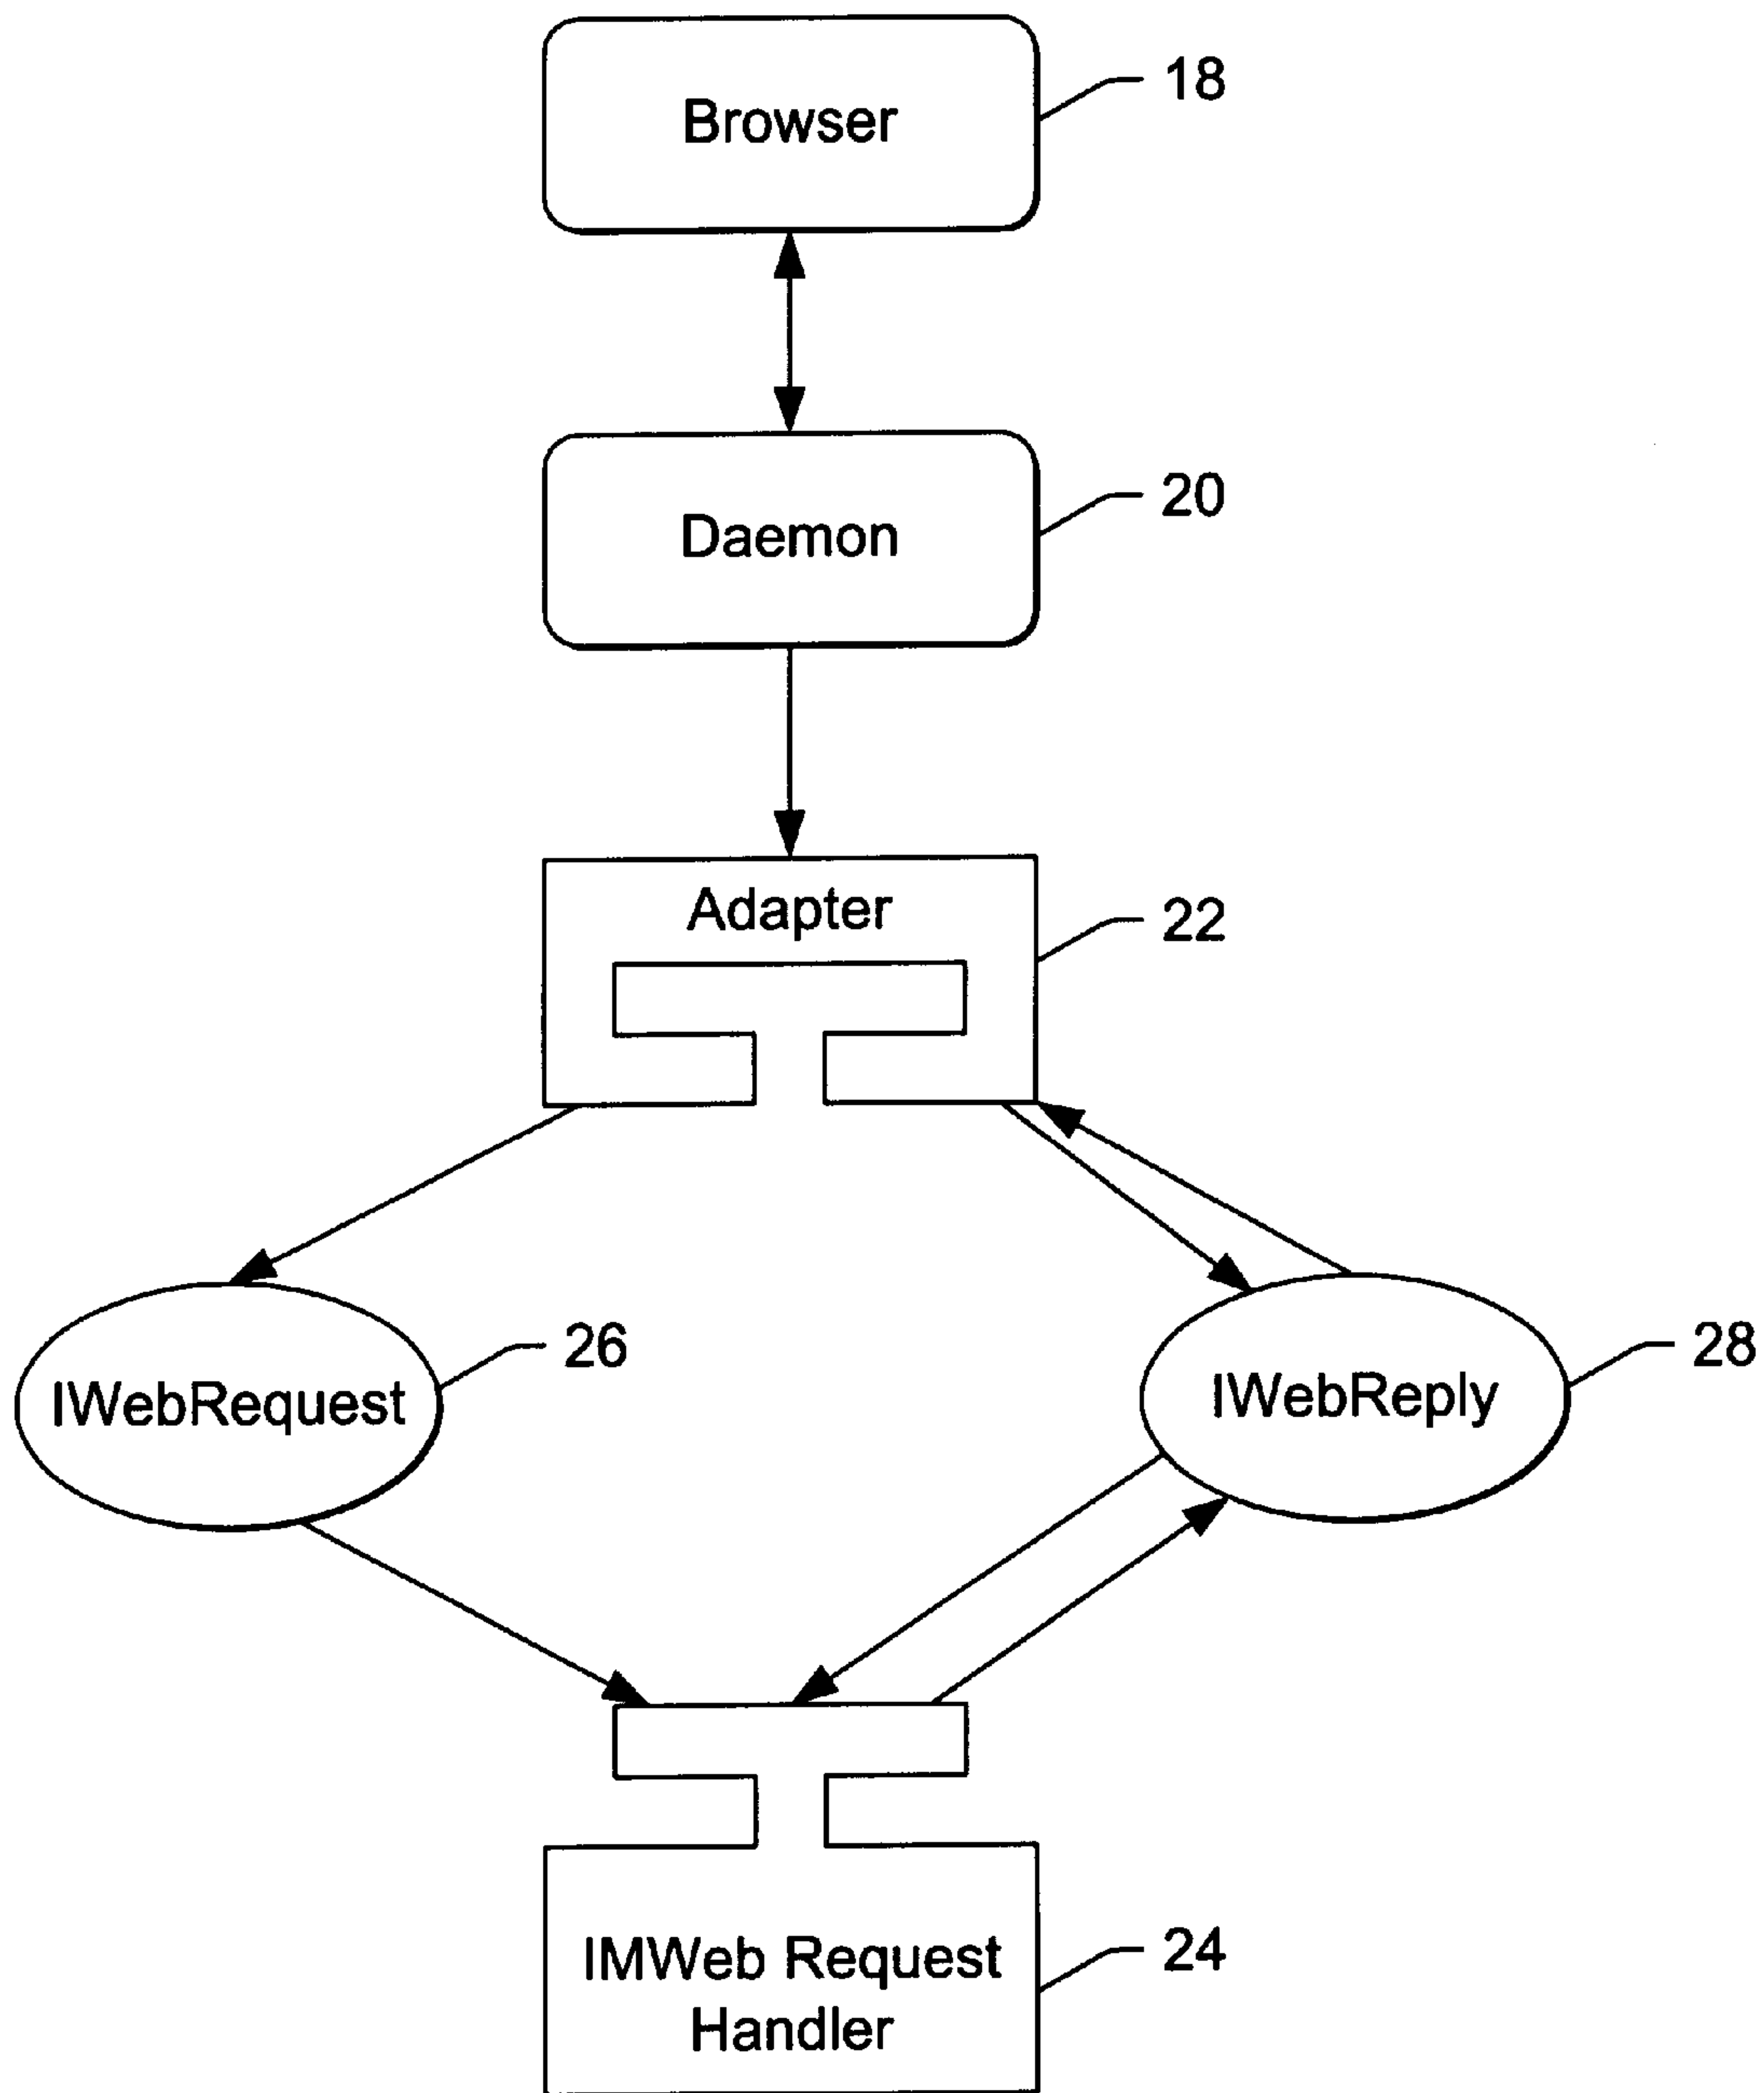 Browser
18
Daemon
20
Adapter
22
IWebRequest
26
IWebReply
28
IMWeb Request
Handler
24